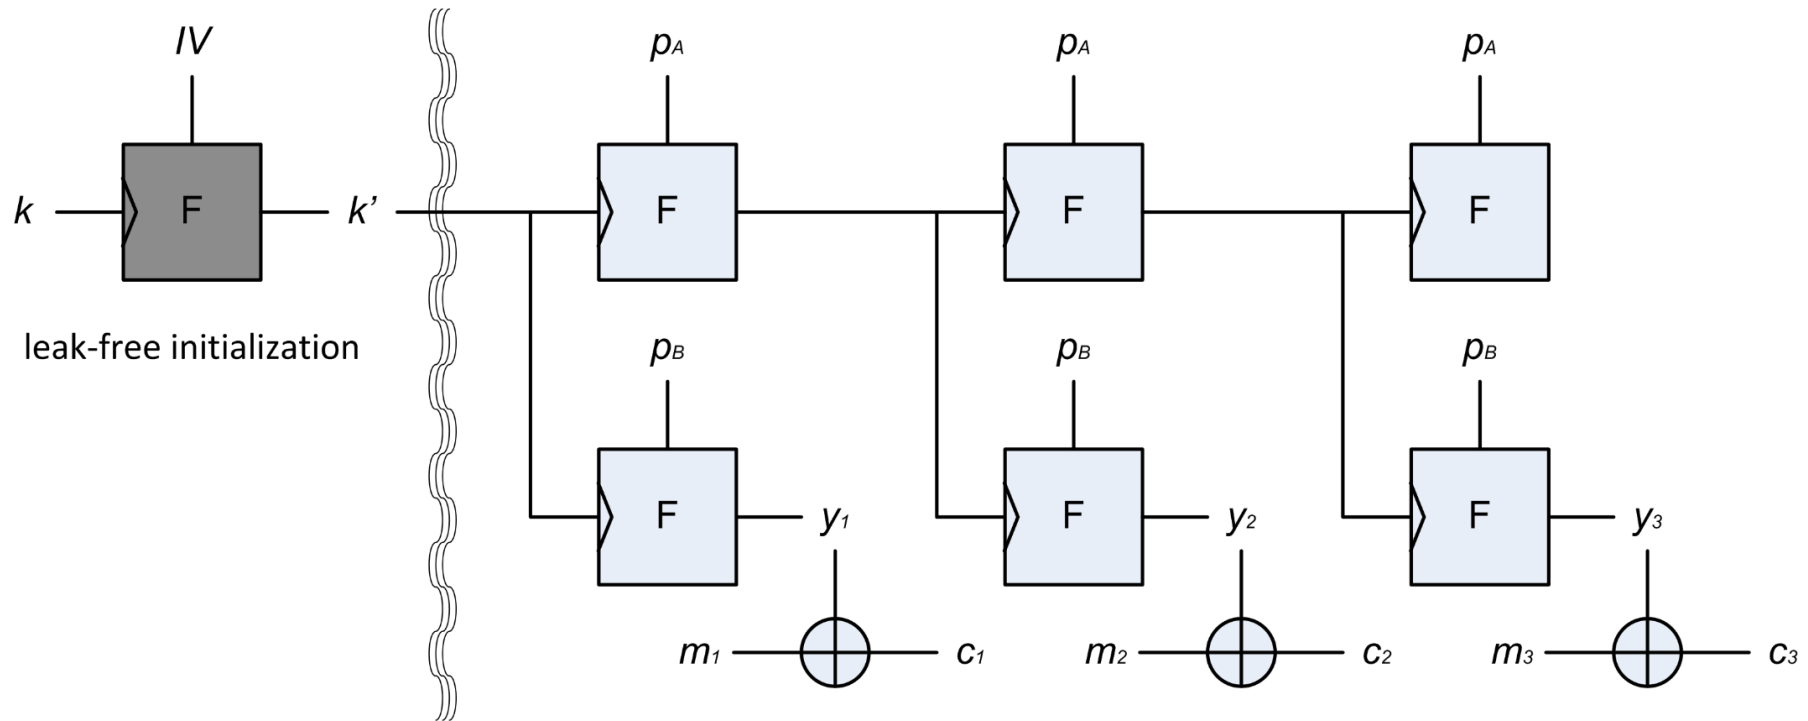 IV pA pA pA
k F k' F F F
leak-free initialization
pB pB pB
F y1 F y2 F y3
m1 c1 m2 c2 m3 c3